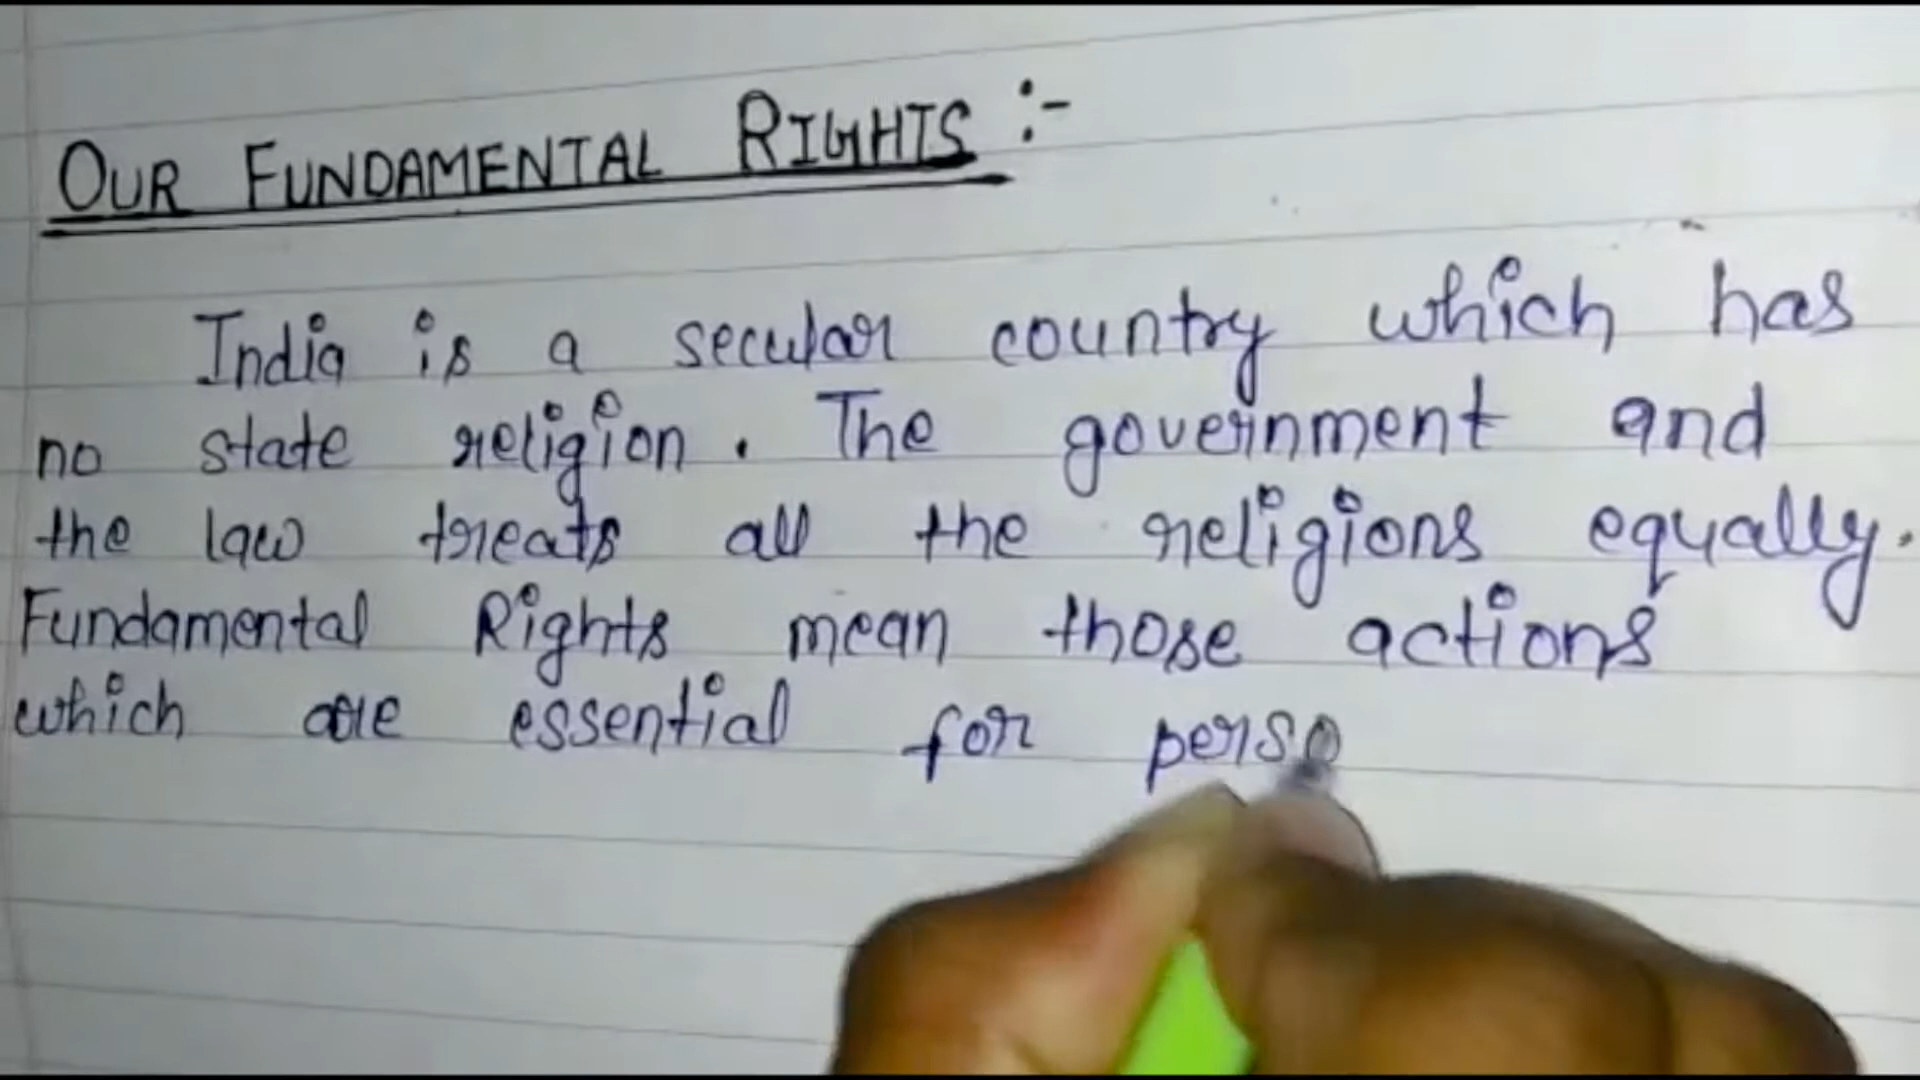 OUR FUNDAMENTAL RIGHTS :-
India is a secular country which has
no state religion. The government and
the law treats all the religions equally.
Fundamental Rights mean those actions
which are essential for perso